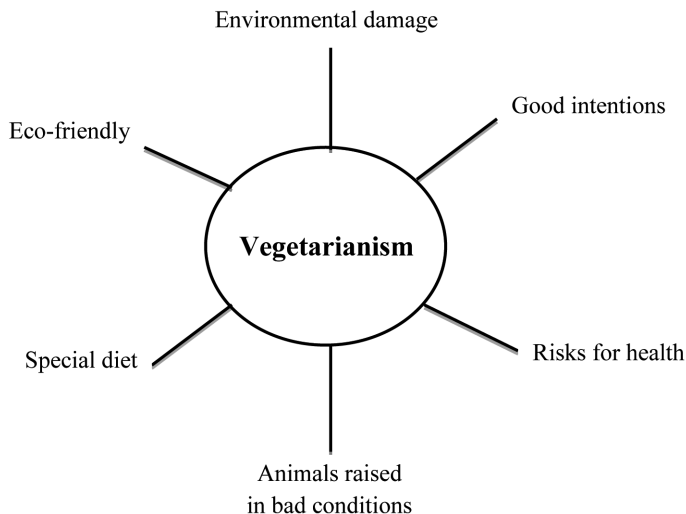 Environmental damage
Good intentions
Eco-friendly
Vegetarianism
Special diet
Risks for health
Animals raised
in bad conditions